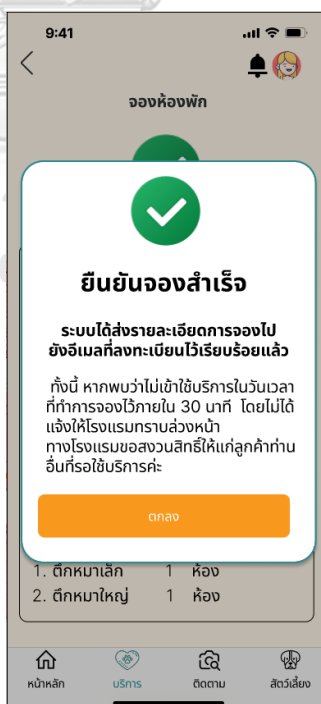 9:41
จองห้องพัก
ยืนยันจองสำเร็จ
ระบบได้ส่งรายละเอียดการจองไป
ยังอีเมลที่ลงทะเบียนไว้เรียบร้อยแล้ว
ทั้งนี้ หากพบว่าไม่เข้าใช้บริการในวันเวลา
ที่ทำการจองไว้ภายใน 30 นาที โดยไม่ได้
แจ้งให้โรงแรมทราบล่วงหน้า
ทางโรงแรมขอสงวนสิทธิ์ให้แก่ลูกค้าท่าน
อื่นที่รอใช้บริการค่ะ
ตกลง
1. ตึกหมาเล็ก 1 ห้อง
2. ตึกหมาใหญ่ 1 ห้อง
หน้าหลัก บริการ ติดตาม สัตว์เลี้ยง